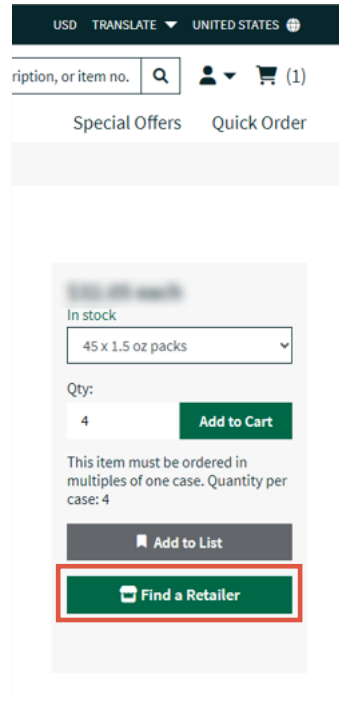 USD TRANSLATE UNITED STATES
ription, or item no. (1)
Special Offers Quick Order
In stock
45 x 1.5 oz packs
Qty:
4 Add to Cart
This item must be ordered in
multiples of one case. Quantity per
case: 4
Add to List
Find a Retailer